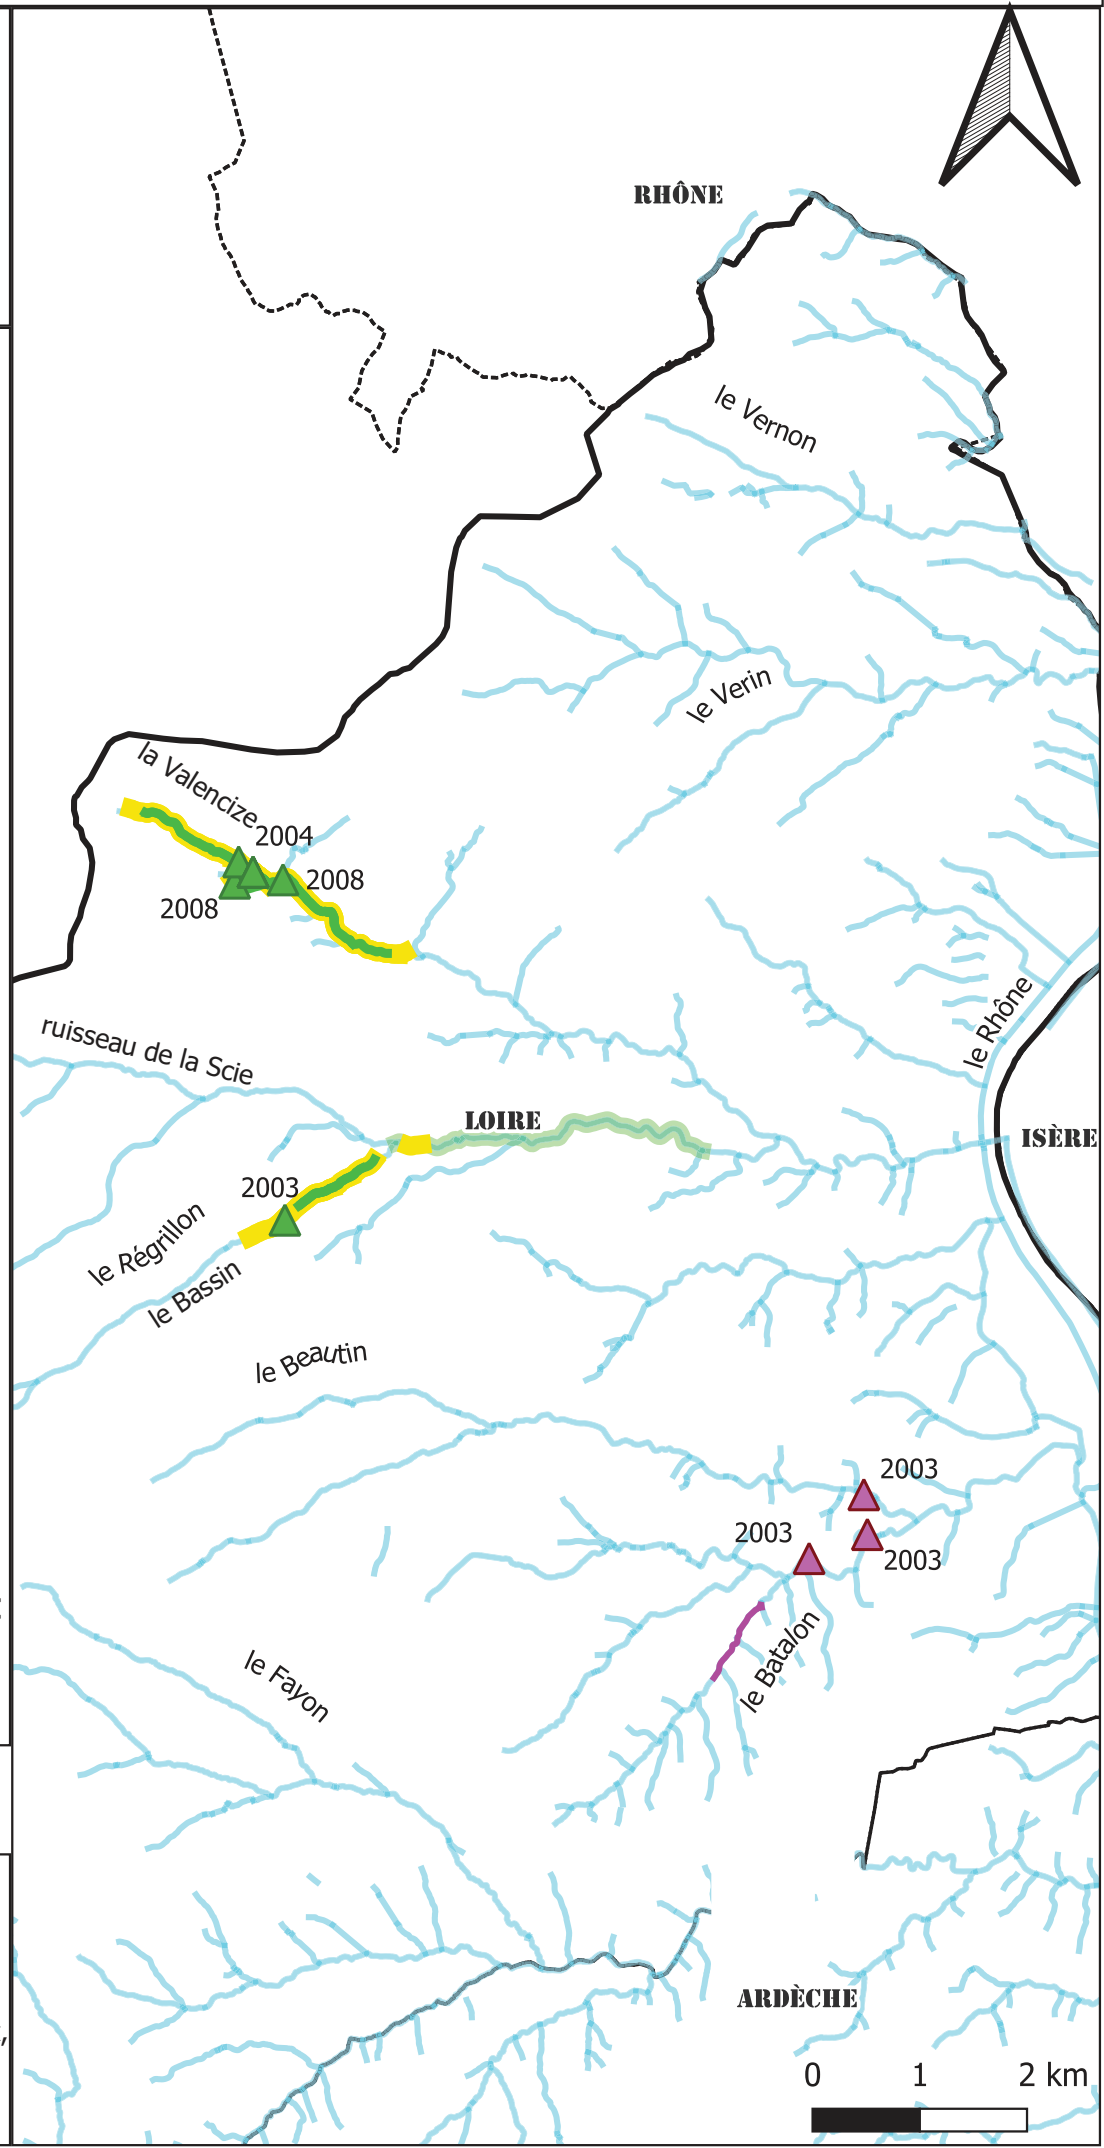 RHÔNE
le Vernon
le Verin
la Valencize
2004
2008
2008
le Rhône
ruisseau de la Scie
LOIRE
ISÈRE
2003
le Régrillon
le Bassin
le Beautin
2003
2003
2003
le Batalon
le Fayon
ARDÈCHE
0 1 2 km